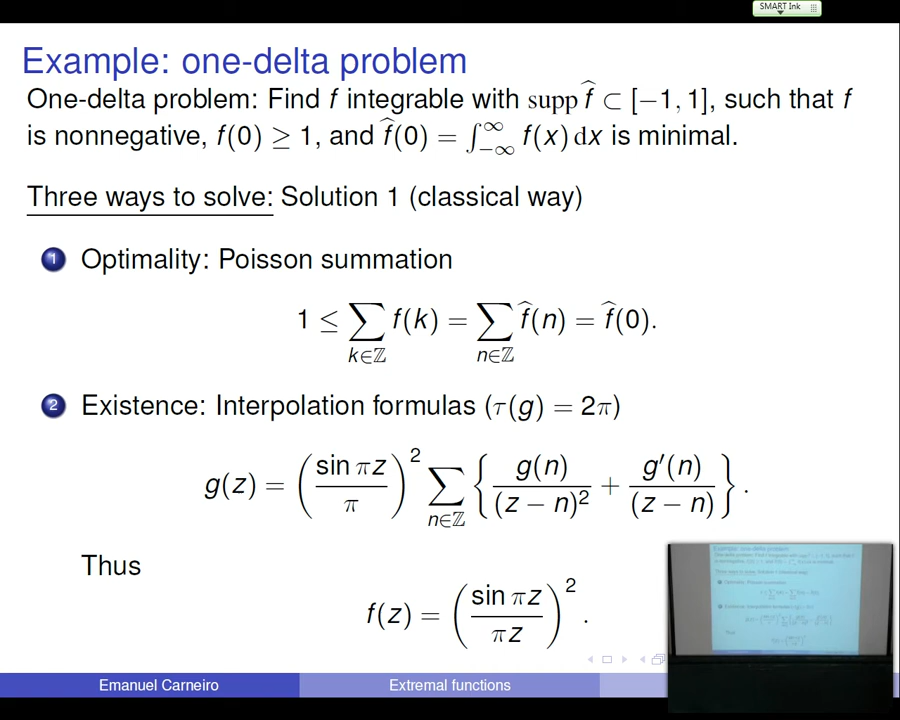 SMART Ink
Example: one-delta problem
One-delta problem: Find f integrable with supp f̂ ⊂ [−1, 1], such that f
is nonnegative, f(0) ≥ 1, and f̂(0) = ∫_{−∞}^{∞} f(x) dx is minimal.
Three ways to solve: Solution 1 (classical way)
1 Optimality: Poisson summation
1 ≤ ∑_{k∈ℤ} f(k) = ∑_{n∈ℤ} f̂(n) = f̂(0).
2 Existence: Interpolation formulas (τ(g) = 2π)
g(z) = (sin πz / π)² ∑_{n∈ℤ} { g(n)/(z − n)² + g′(n)/(z − n) } .
Thus
f(z) = (sin πz / πz)² .
Emanuel Carneiro
Extremal functions